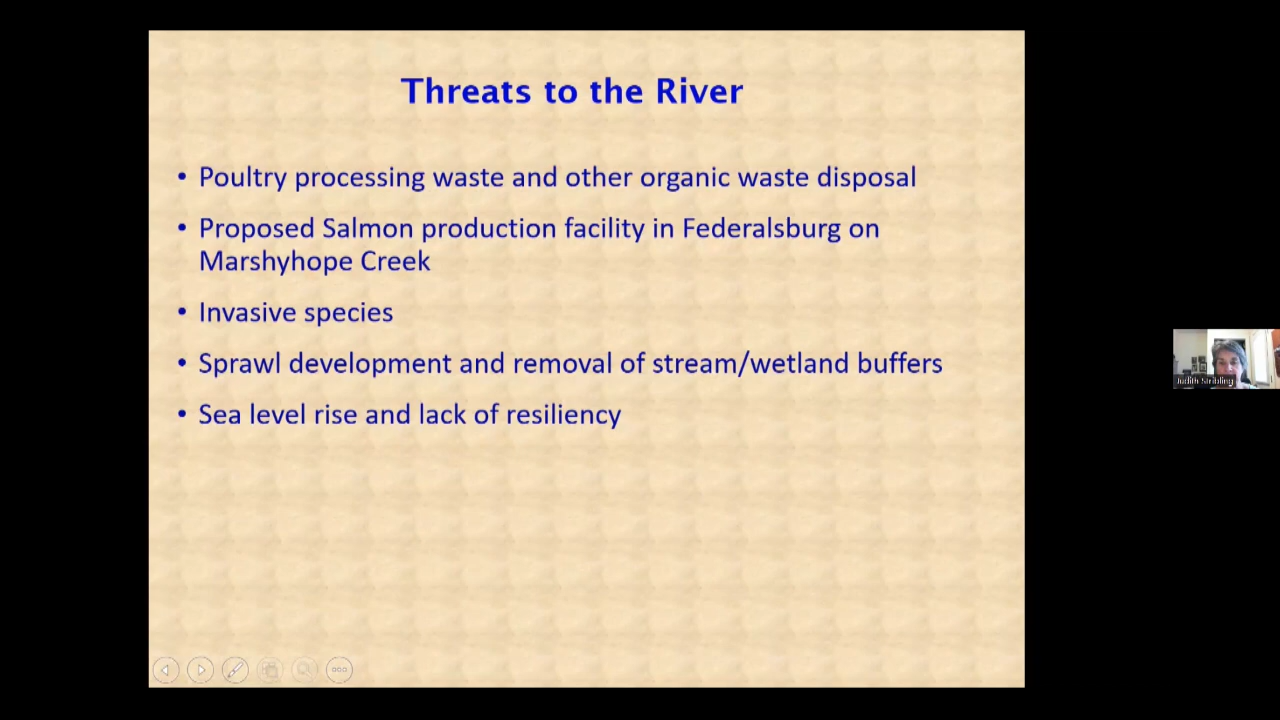 Threats to the River
• Poultry processing waste and other organic waste disposal
• Proposed Salmon production facility in Federalsburg on
Marshyhope Creek
• Invasive species
• Sprawl development and removal of stream/wetland buffers
• Sea level rise and lack of resiliency
Judith Stribling